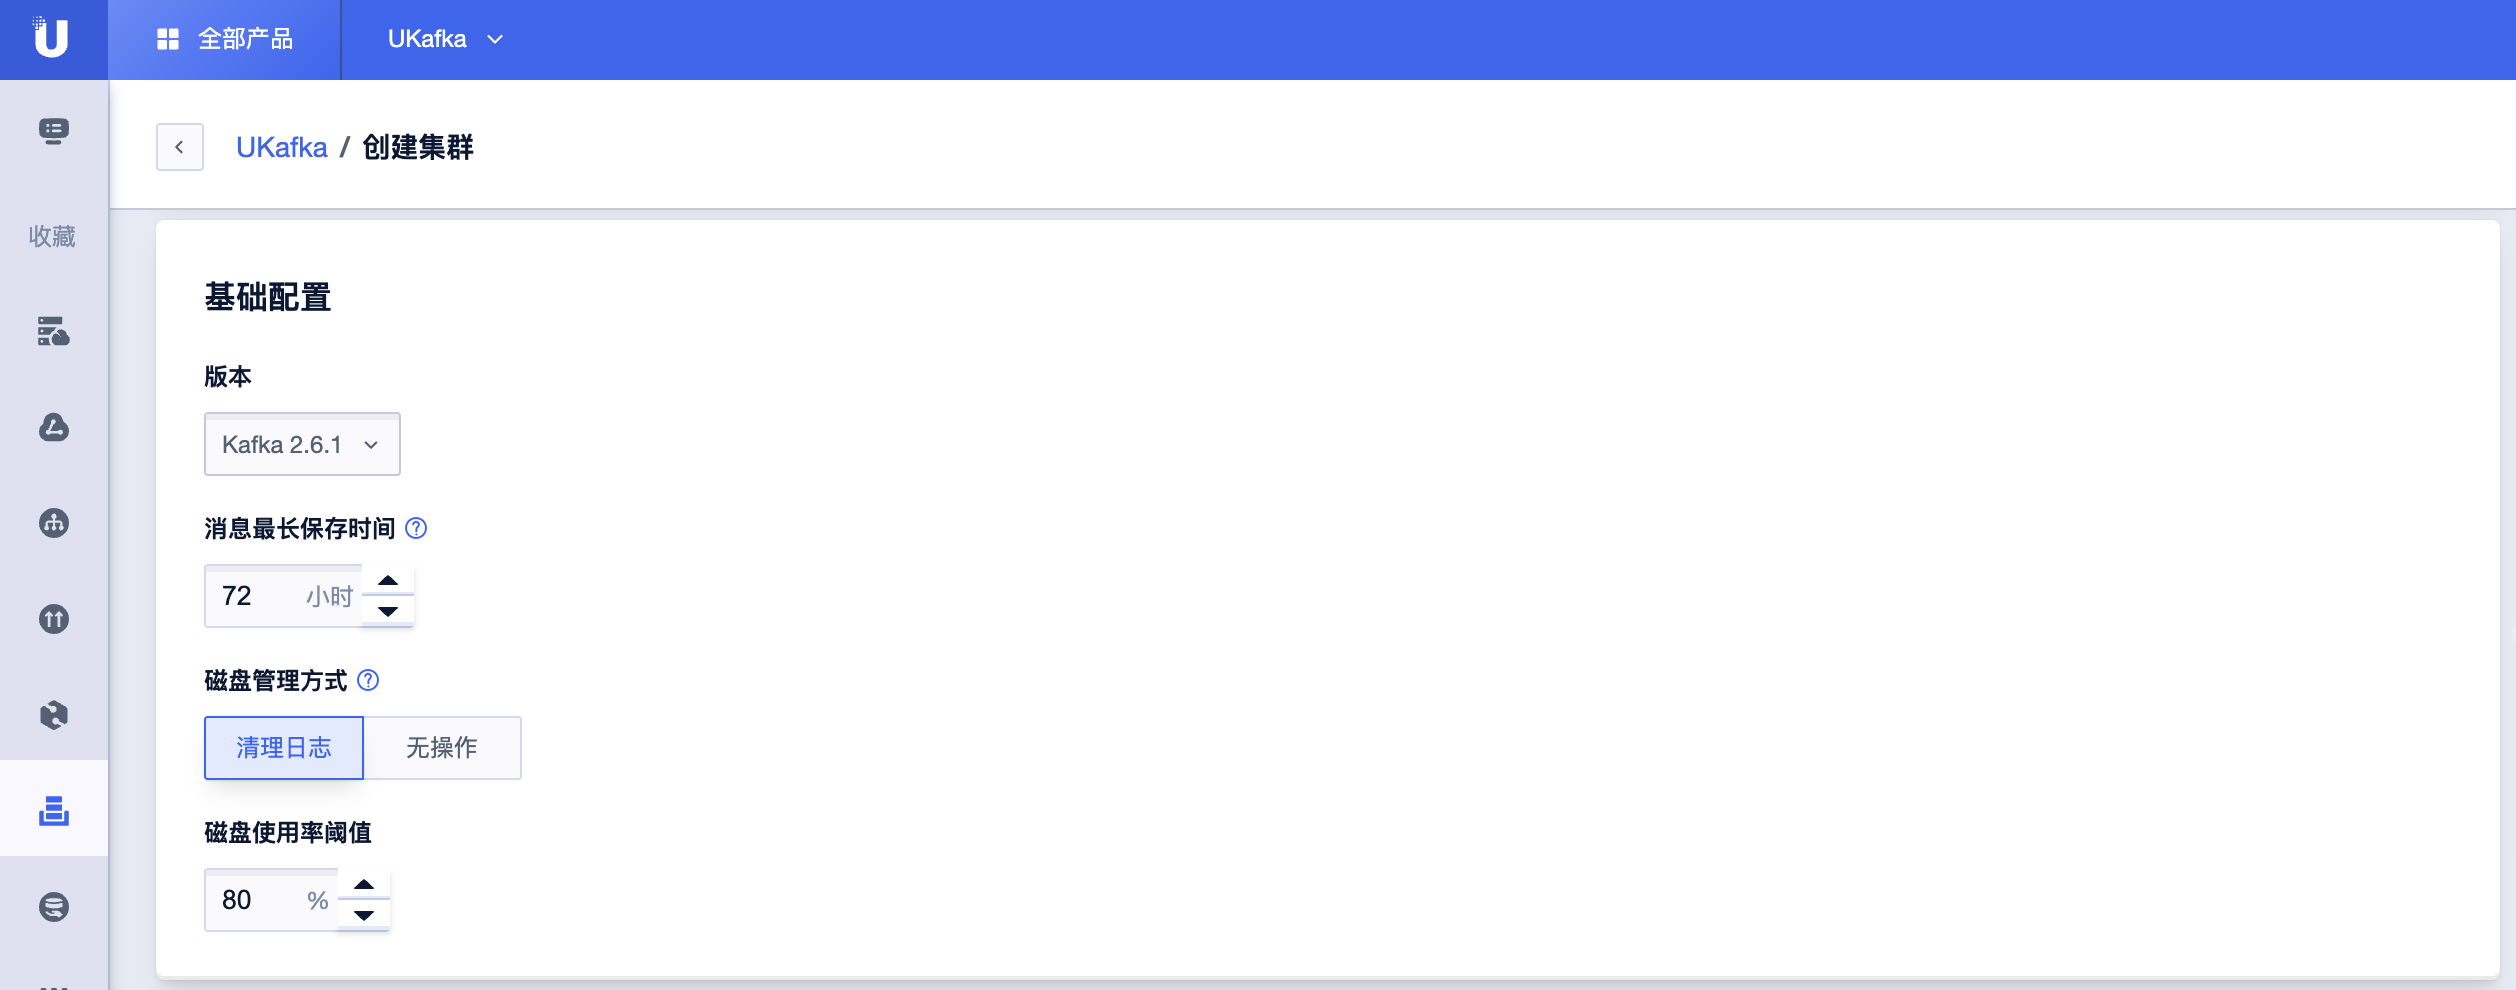 U
全部产品
UKafka
UKafka / 创建集群
收藏
基础配置
版本
Kafka 2.6.1
消息最长保存时间 ?
72 小时
磁盘管理方式 ?
清理日志 无操作
磁盘使用率阈值
80 %